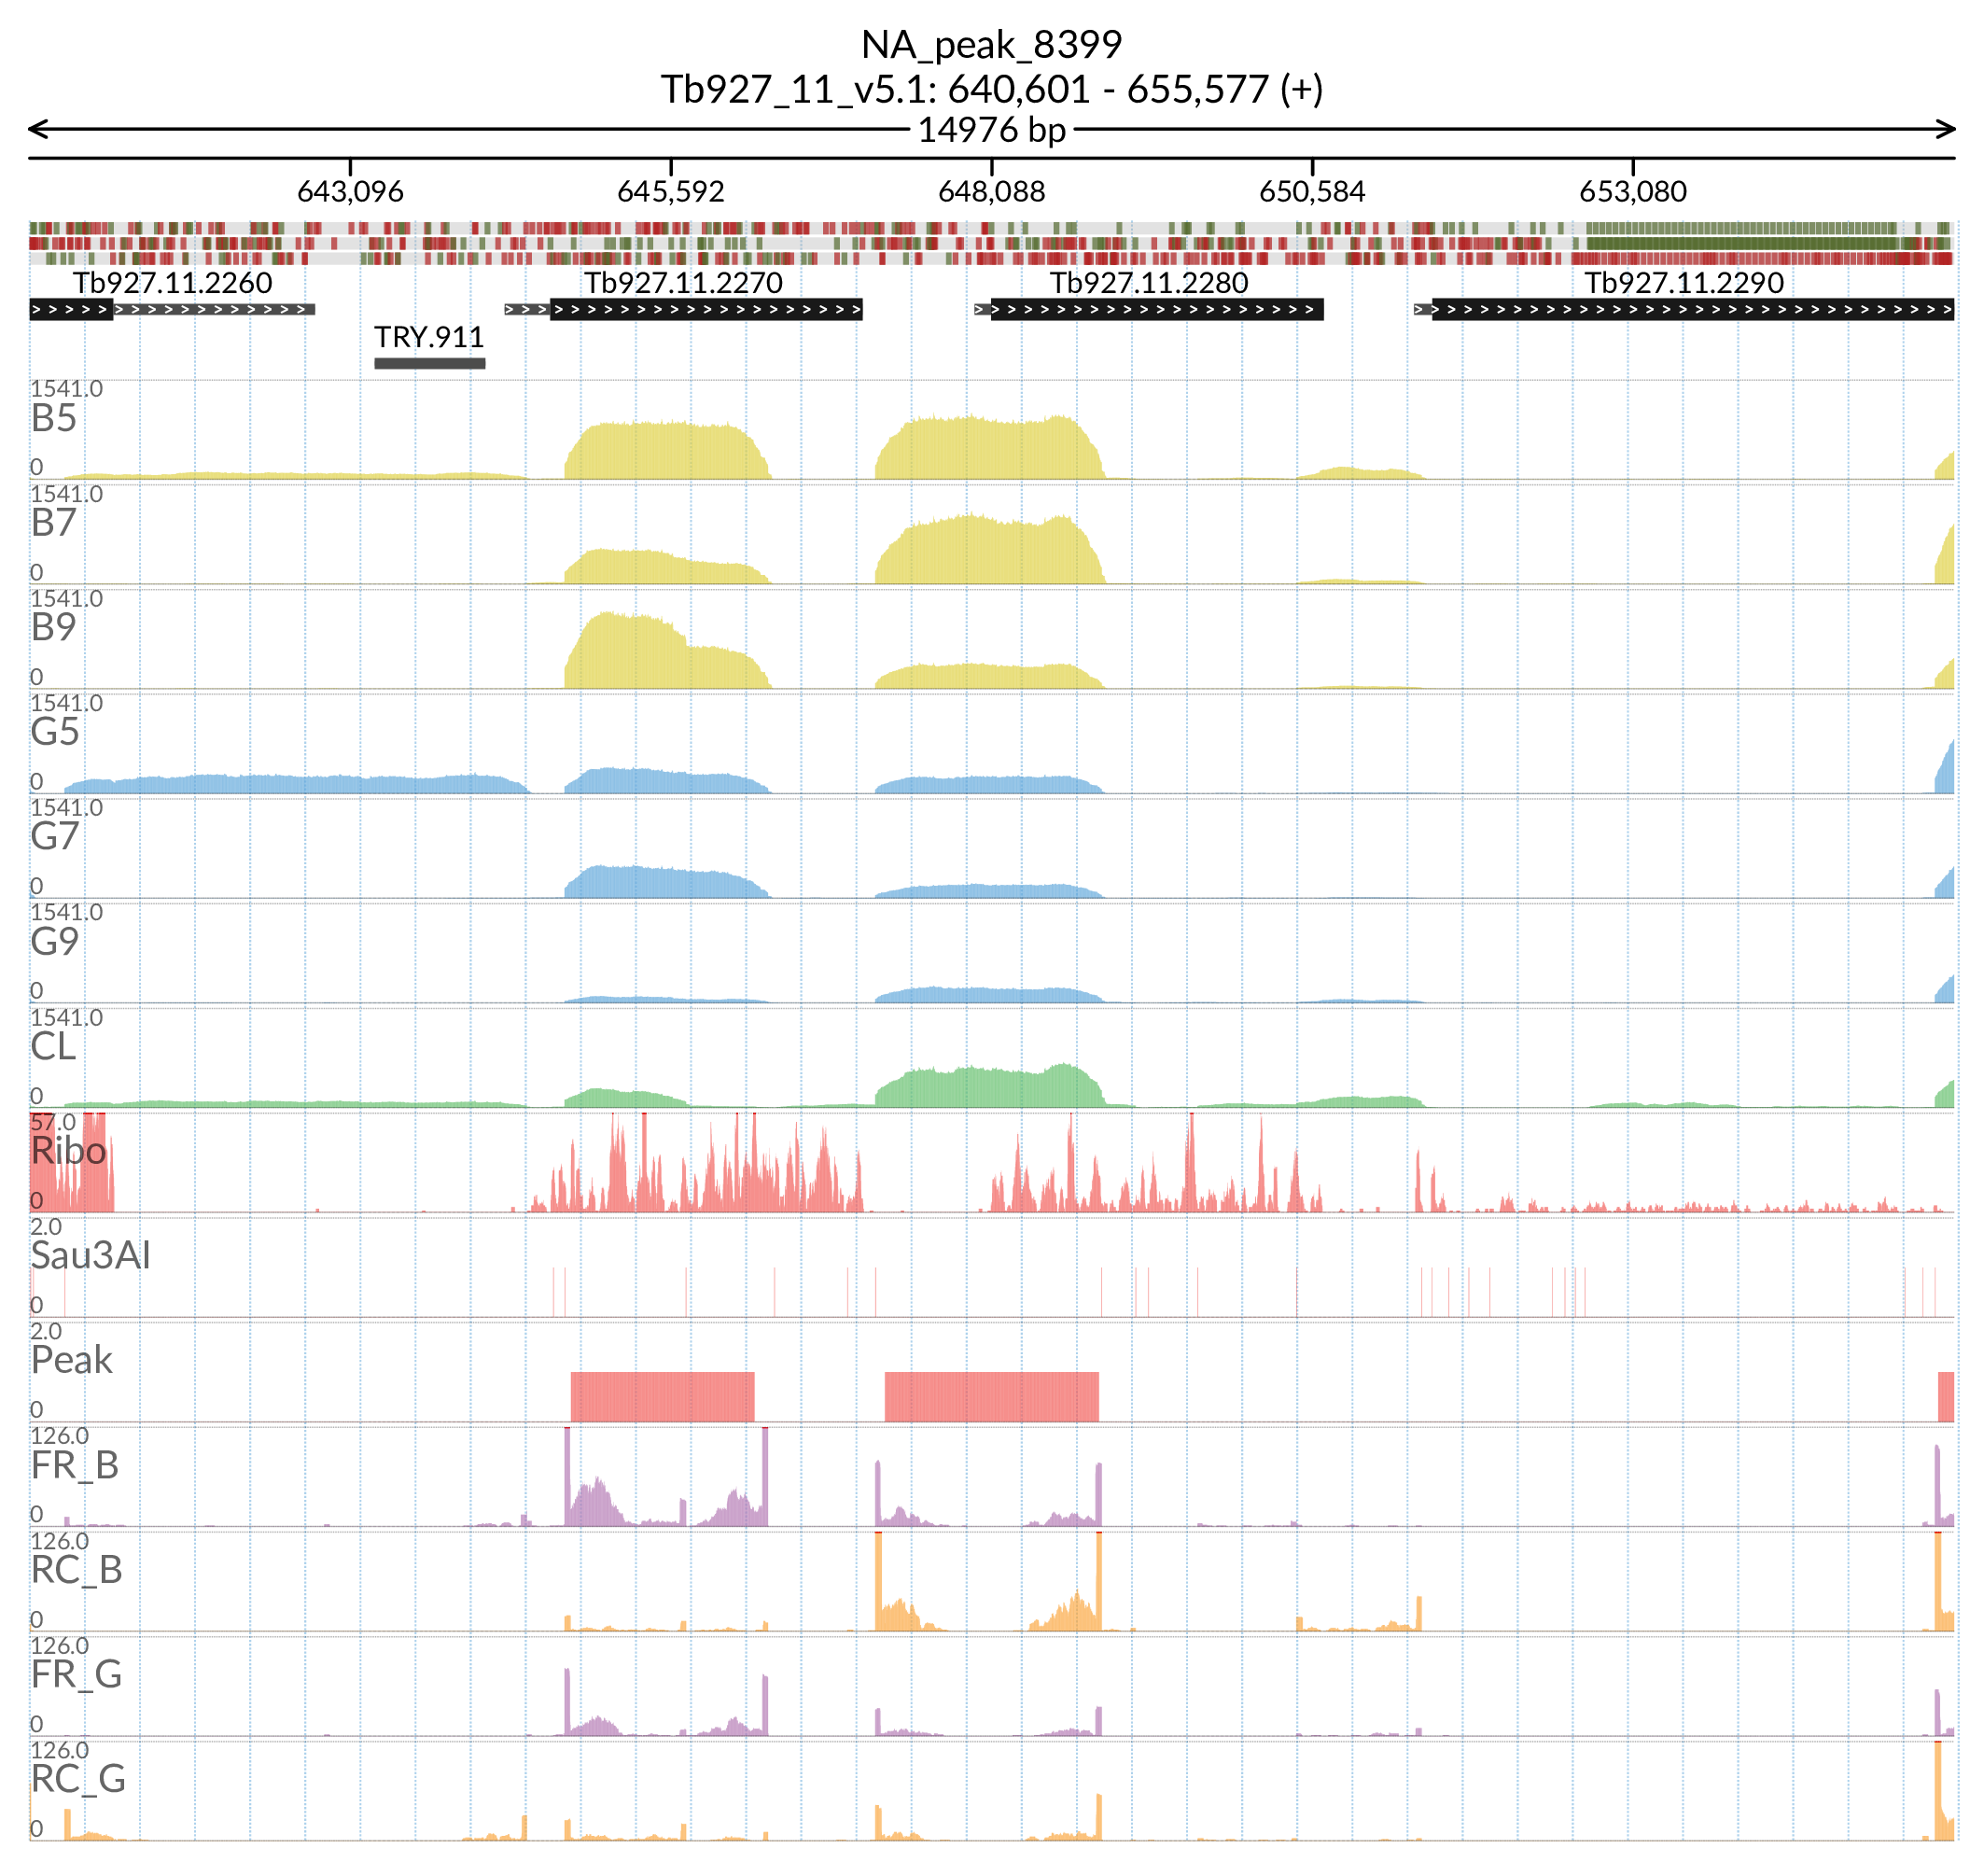 NA_peak_8399
Tb927_11_v5.1: 640,601 - 655,577 (+)
14976 bp
643,096 645,592 648,088 650,584 653,080
Tb927.11.2260 Tb927.11.2270 Tb927.11.2280 Tb927.11.2290
TRY.911
1541.0
B5
0
1541.0
B7
0
1541.0
B9
0
1541.0
G5
0
1541.0
G7
0
1541.0
G9
0
1541.0
CL
0
57.0
Ribo
0
2.0
Sau3AI
0
2.0
Peak
0
126.0
FR_B
0
126.0
RC_B
0
126.0
FR_G
0
126.0
RC_G
0